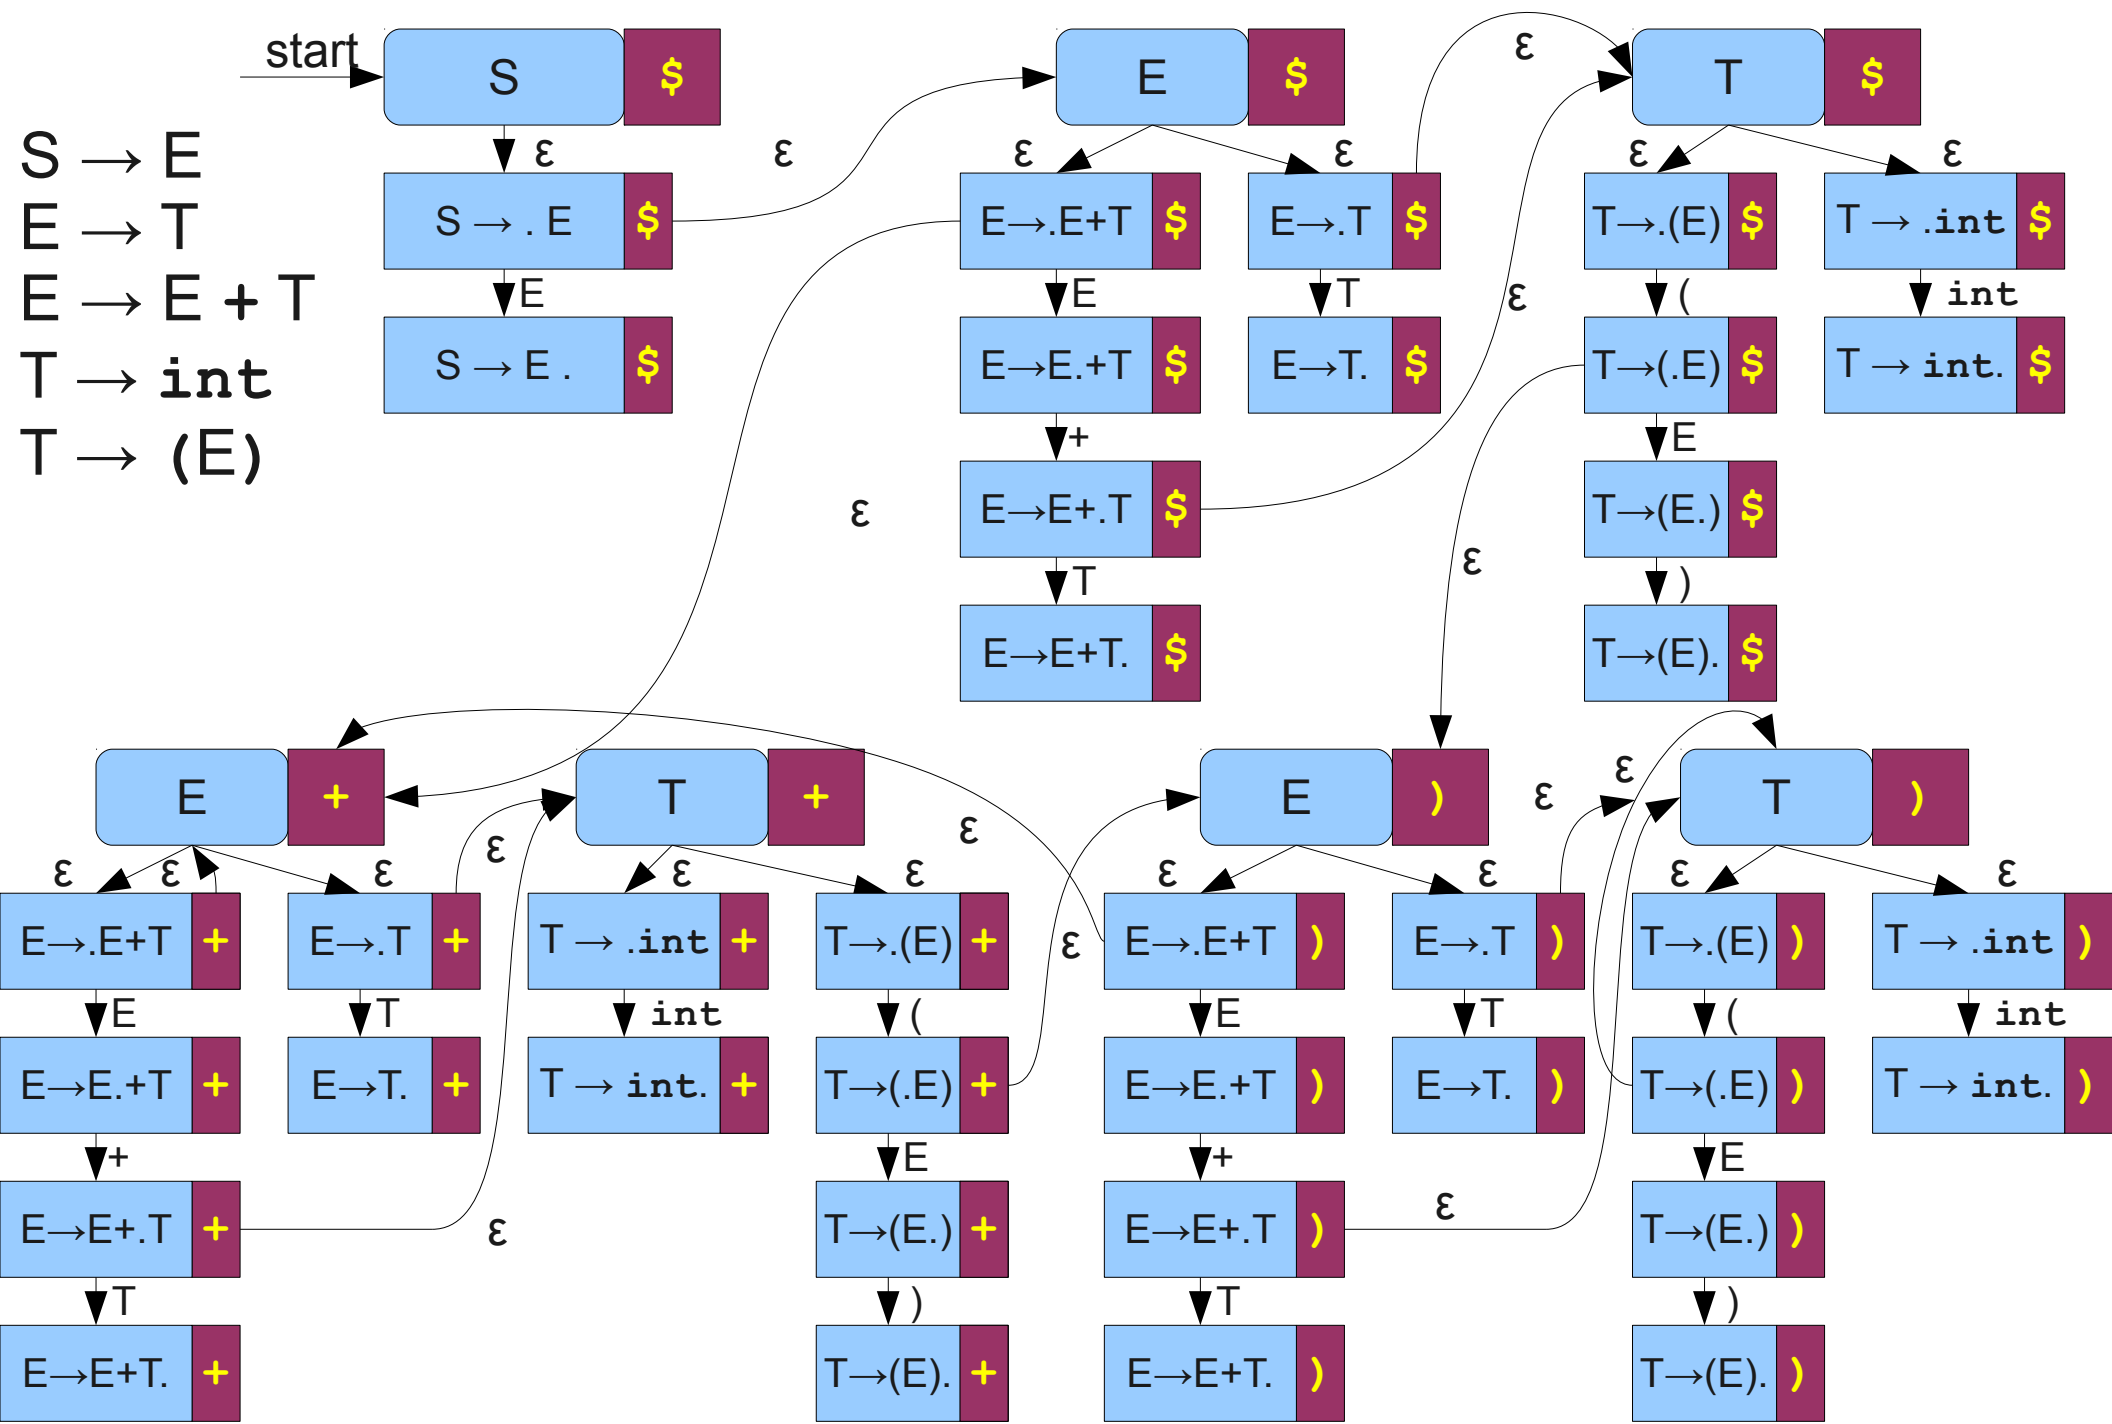 start
S $
E $
T $
ε ε ε ε ε ε ε
S → E
E → T
E → E + T
T → int
T → (E)
S → . E $
E→.E+T $
E→.T $
T→.(E) $
T → .int $
E
E
T
ε
(
int
S → E . $
E→E.+T $
E→T. $
T→(.E) $
T → int. $
+
E
ε
E→E+.T $
T→(E.) $
ε
T
)
E→E+T. $
T→(E). $
E +
T +
E )
T )
ε ε ε ε
ε ε ε ε ε ε ε ε ε
E→.E+T +
E→.T +
T → .int +
T→.(E) +
ε
E→.E+T )
E→.T )
T→.(E) )
T → .int )
E
T
int
(
E
T
(
int
E→E.+T +
E→T. +
T → int. +
T→(.E) +
E→E.+T )
E→T. )
T→(.E) )
T → int. )
+
E
+
E
E→E+.T +
ε
T→(E.) +
E→E+.T )
ε
T→(E.) )
T
)
T
)
E→E+T. +
T→(E). +
E→E+T. )
T→(E). )